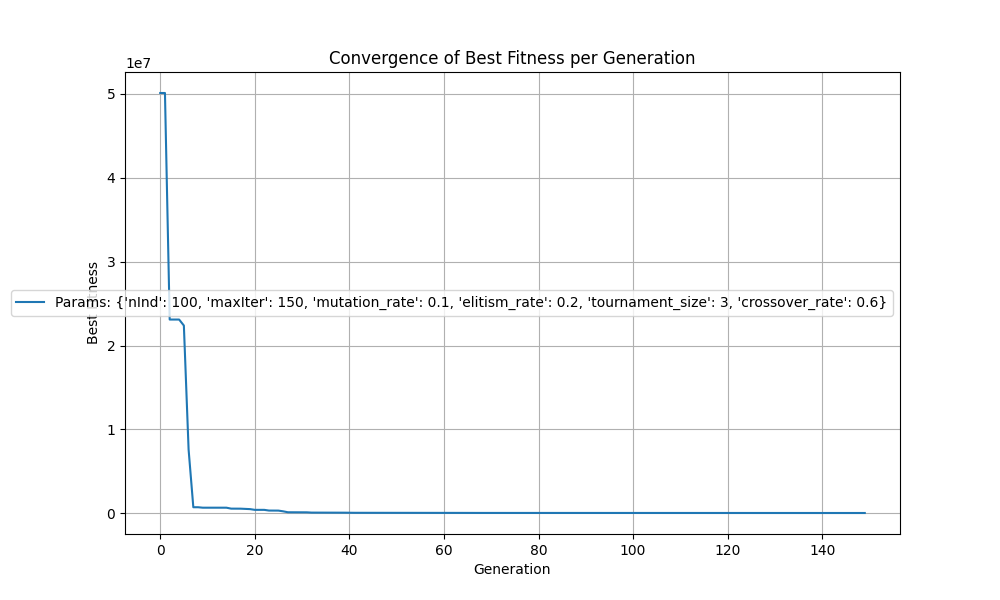 Convergence of Best Fitness per Generation
1e7
5
4
3
2
1
0
Best
ness
Params: {'nInd': 100, 'maxIter': 150, 'mutation_rate': 0.1, 'elitism_rate': 0.2, 'tournament_size': 3, 'crossover_rate': 0.6}
0 20 40 60 80 100 120 140
Generation